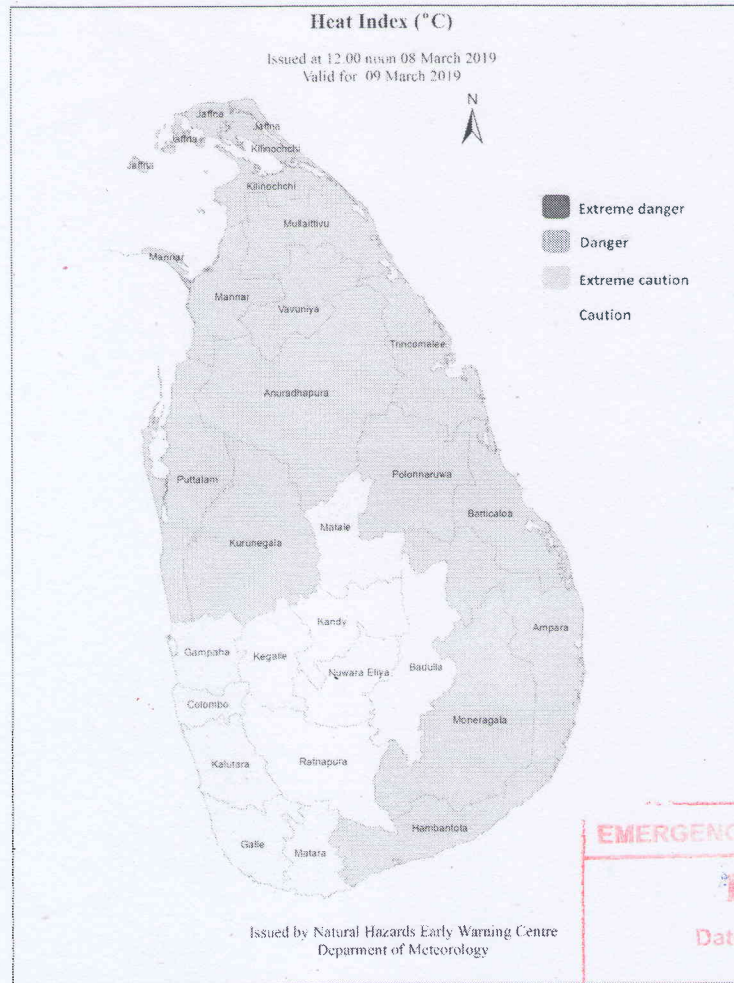 Heat Index (°C)
Issued at 12.00 noon 08 March 2019
Valid for 09 March 2019
N
Jaffna
Jaffna
Jaffna
Kilinochchi
Jaffna
Kilinochchi
Mullaittivu
Mannar
Mannar
Vavuniya
Trincomalee
Anuradhapura
Puttalam
Polonnaruwa
Batticaloa
Matale
Kurunegala
Kandy
Ampara
Gampaha
Kegalle
Nuwara Eliya
Badulla
Colombo
Moneragala
Kalutara
Ratnapura
Hambantota
Galle
Matara
Extreme danger
Danger
Extreme caution
Caution
EMERGENC
Dat
Issued by Natural Hazards Early Warning Centre
Deparment of Meteorology